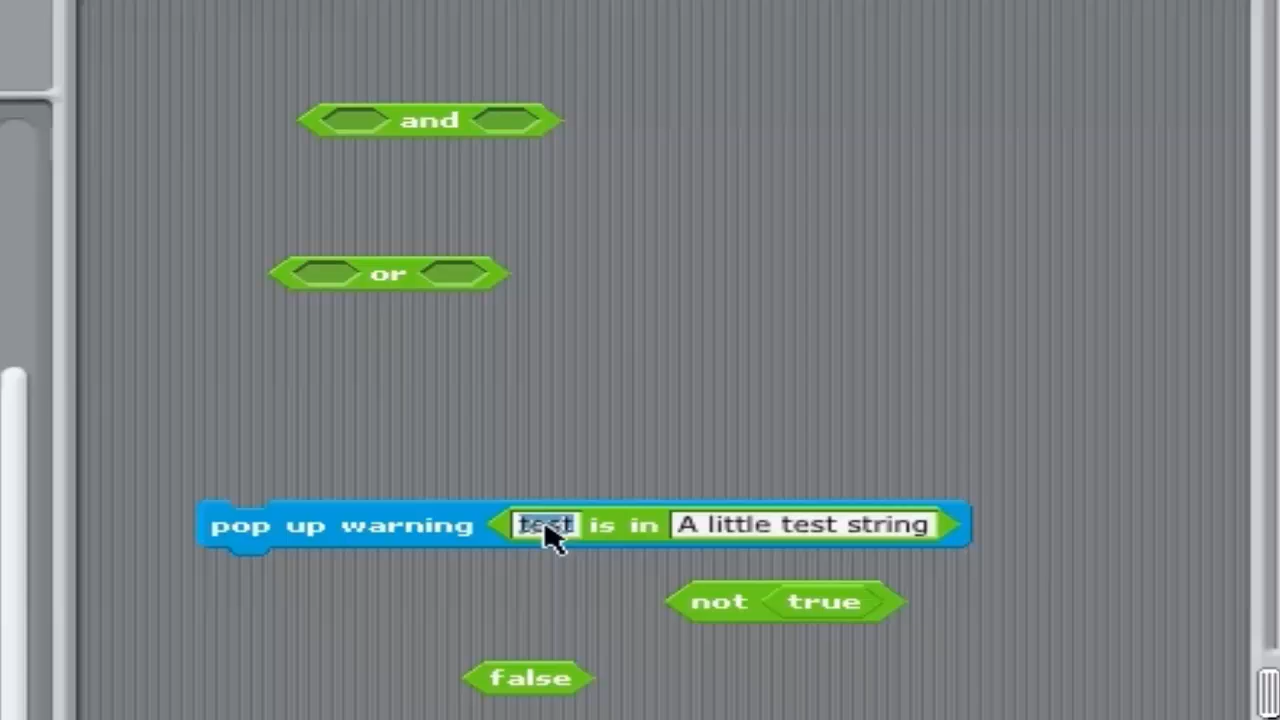 and
or
pop up warning test is in A little test string
not true
false